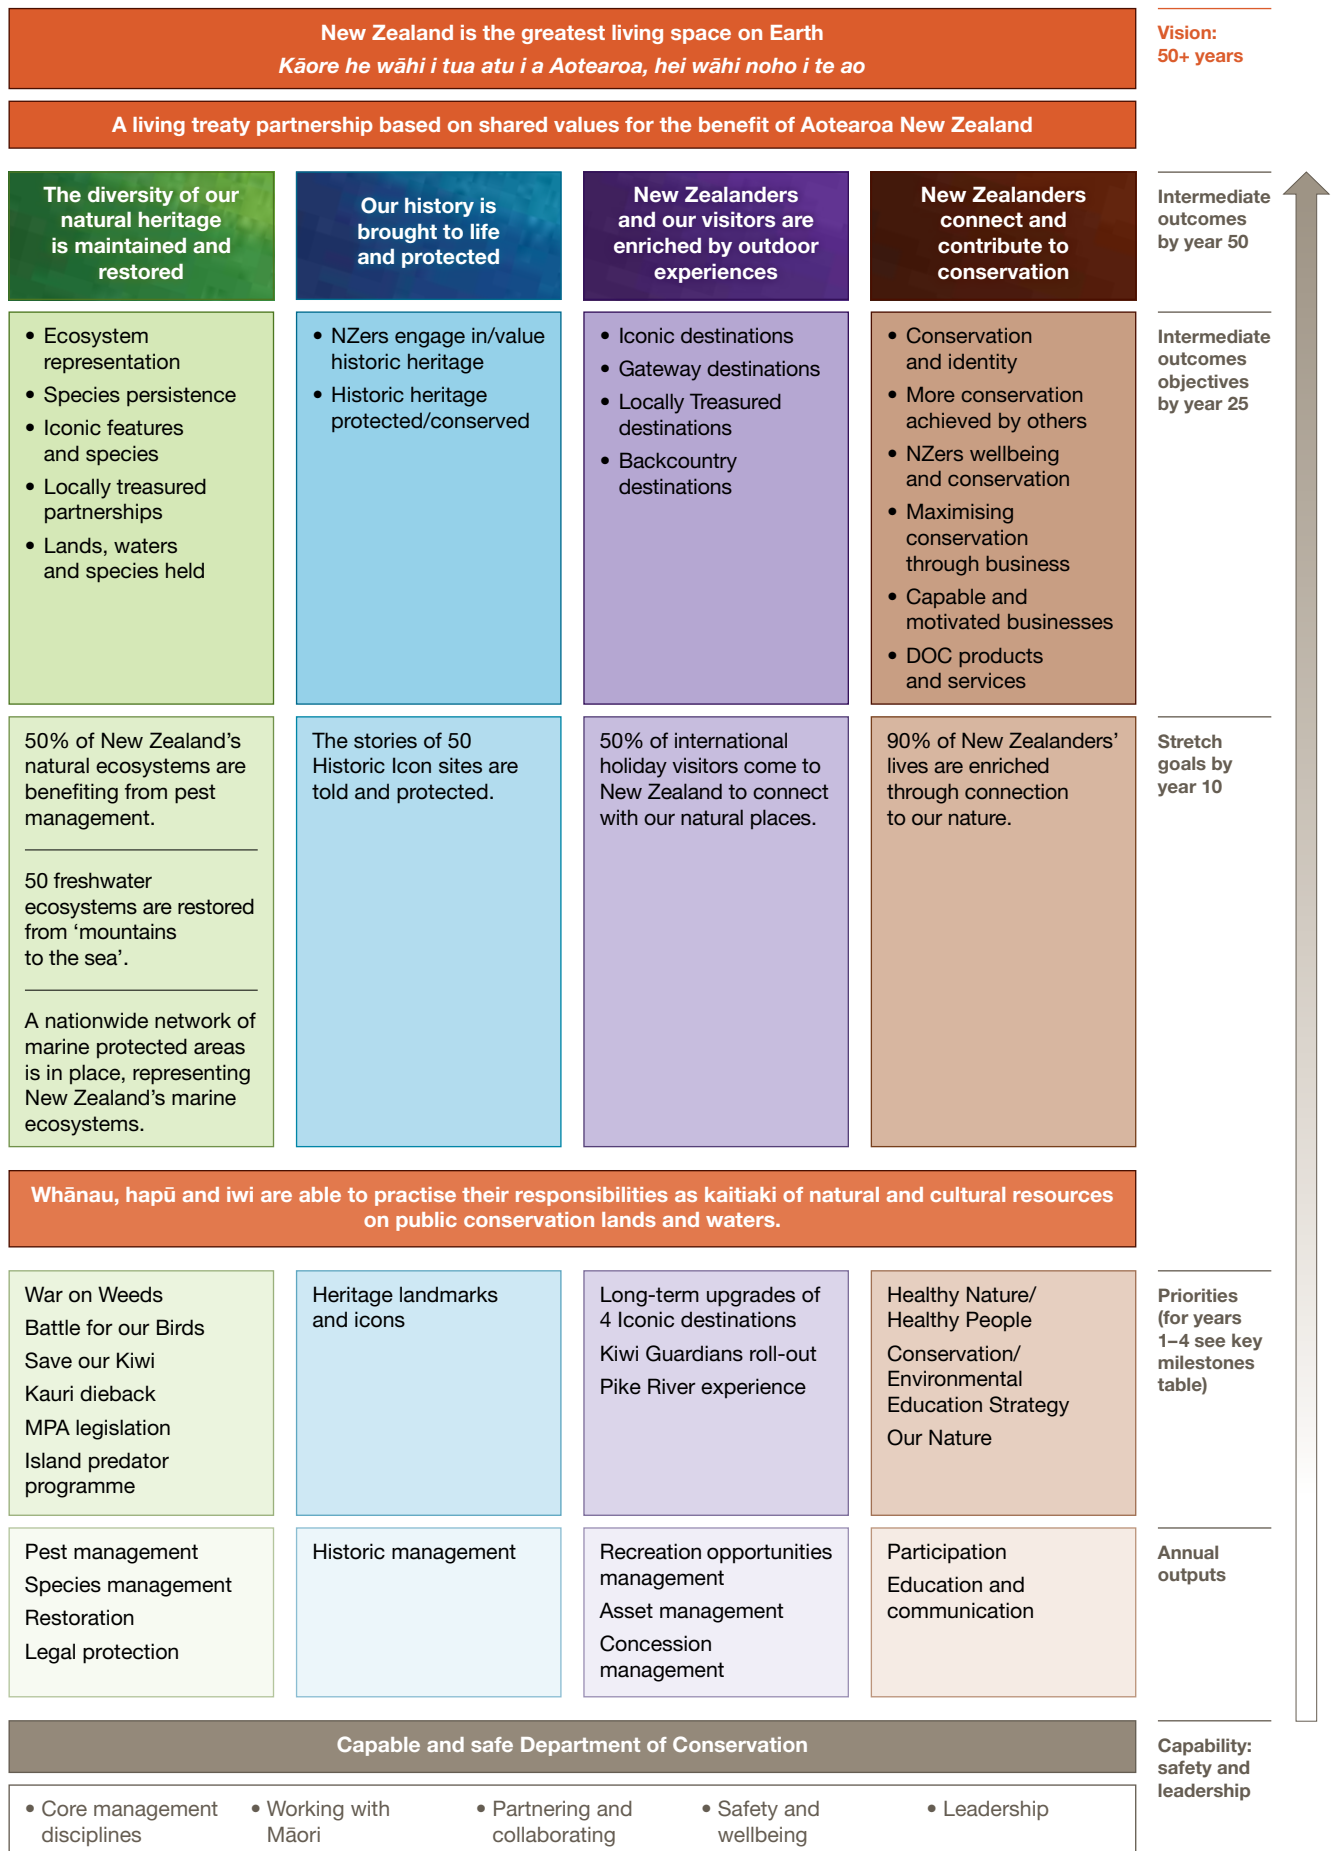 New Zealand is the greatest living space on Earth
Kāore he wāhi i tua atu i a Aotearoa, hei wāhi noho i te ao
Vision:
50+ years
A living treaty partnership based on shared values for the benefit of Aotearoa New Zealand
The diversity of our
natural heritage
is maintained and
restored
Our history is
brought to life
and protected
New Zealanders
and our visitors are
enriched by outdoor
experiences
New Zealanders
connect and
contribute to
conservation
Intermediate
outcomes
by year 50
• Ecosystem
representation
• Species persistence
• Iconic features
and species
• Locally treasured
partnerships
• Lands, waters
and species held
• NZers engage in/value
historic heritage
• Historic heritage
protected/conserved
• Iconic destinations
• Gateway destinations
• Locally Treasured
destinations
• Backcountry
destinations
• Conservation
and identity
• More conservation
achieved by others
• NZers wellbeing
and conservation
• Maximising
conservation
through business
• Capable and
motivated businesses
• DOC products
and services
Intermediate
outcomes
objectives
by year 25
50% of New Zealand’s
natural ecosystems are
benefiting from pest
management.
50 freshwater
ecosystems are restored
from ‘mountains
to the sea’.
A nationwide network of
marine protected areas
is in place, representing
New Zealand’s marine
ecosystems.
The stories of 50
Historic Icon sites are
told and protected.
50% of international
holiday visitors come to
New Zealand to connect
with our natural places.
90% of New Zealanders’
lives are enriched
through connection
to our nature.
Stretch
goals by
year 10
Whānau, hapū and iwi are able to practise their responsibilities as kaitiaki of natural and cultural resources
on public conservation lands and waters.
War on Weeds
Battle for our Birds
Save our Kiwi
Kauri dieback
MPA legislation
Island predator
programme
Heritage landmarks
and icons
Long-term upgrades of
4 Iconic destinations
Kiwi Guardians roll-out
Pike River experience
Healthy Nature/
Healthy People
Conservation/
Environmental
Education Strategy
Our Nature
Priorities
(for years
1–4 see key
milestones
table)
Pest management
Species management
Restoration
Legal protection
Historic management
Recreation opportunities
management
Asset management
Concession
management
Participation
Education and
communication
Annual
outputs
Capable and safe Department of Conservation
Capability:
safety and
leadership
• Core management
disciplines
• Working with
Māori
• Partnering and
collaborating
• Safety and
wellbeing
• Leadership